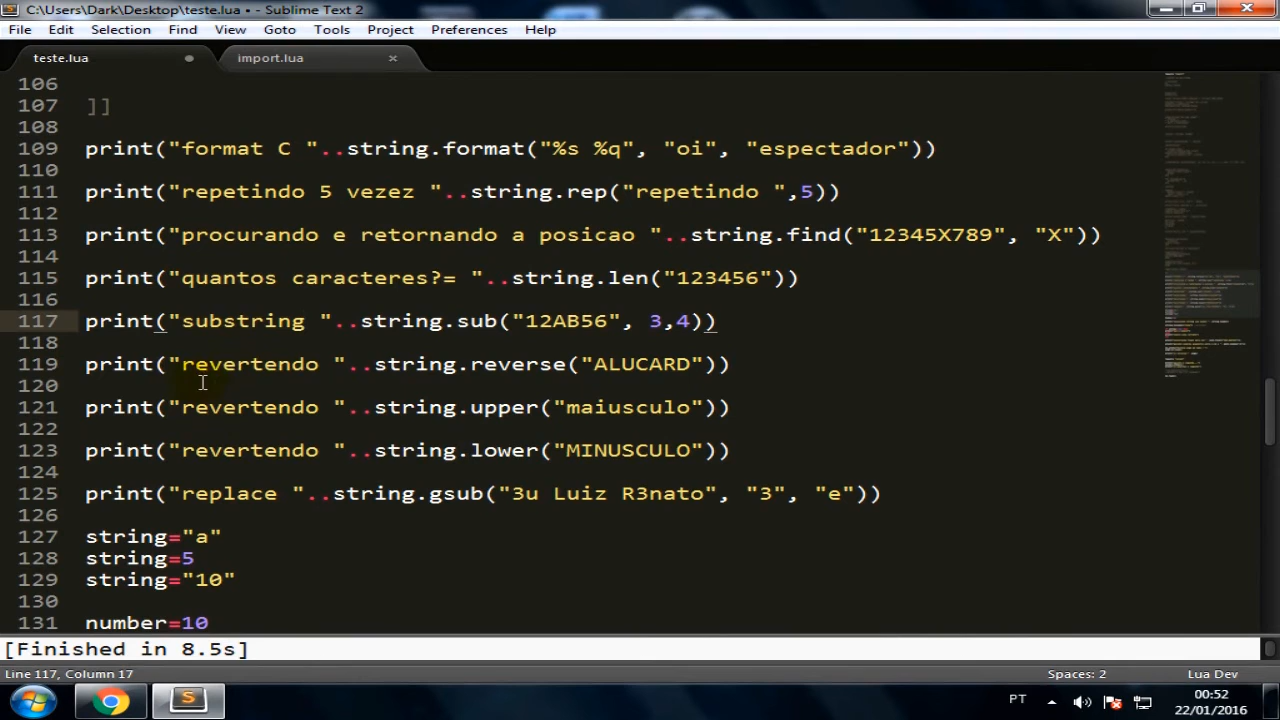 C:\Users\Dark\Desktop\teste.lua • - Sublime Text 2
File Edit Selection Find View Goto Tools Project Preferences Help
teste.lua import.lua
106
107 ]]
108
109 print("format C "..string.format("%s %q", "oi", "espectador"))
110
111 print("repetindo 5 vezez "..string.rep("repetindo ",5))
112
113 print("procurando e retornando a posicao "..string.find("12345X789", "X"))
114
115 print("quantos caracteres?= "..string.len("123456"))
116
117 print("substring "..string.sub("12AB56", 3,4))
118
119 print("revertendo "..string.reverse("ALUCARD"))
120
121 print("revertendo "..string.upper("maiusculo"))
122
123 print("revertendo "..string.lower("MINUSCULO"))
124
125 print("replace "..string.gsub("3u Luiz R3nato", "3", "e"))
126
127 string="a"
128 string=5
129 string="10"
130
131 number=10
[Finished in 8.5s]
Line 117, Column 17 Spaces: 2 Lua Dev
PT 00:52
22/01/2016